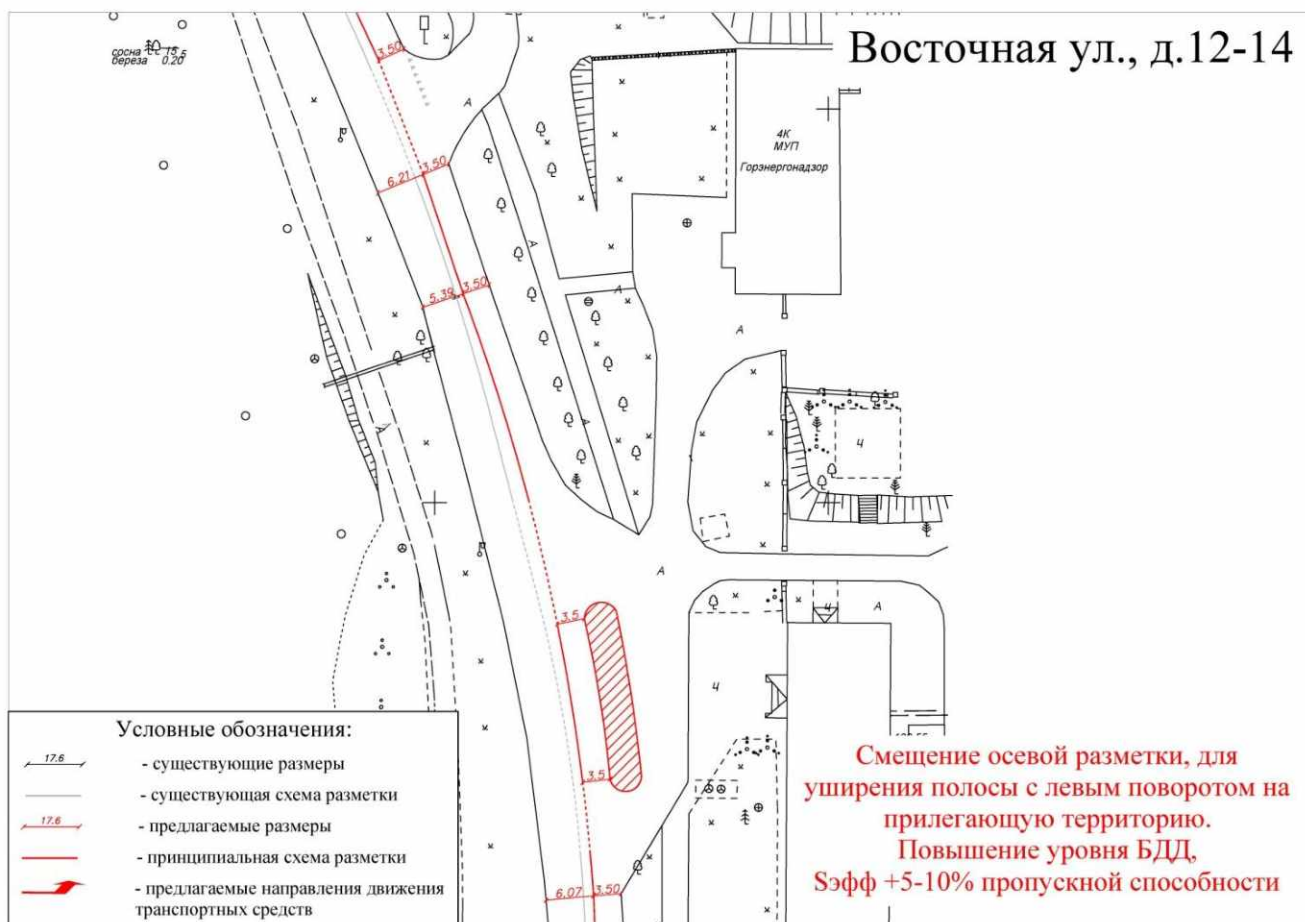 Восточная ул., д.12-14
сосна 15
5
береза 0.20
3.50
А
4К
МУП
Горэнергонадзор
6.21
3.50
А
5.39
3.50
А
А
А
А
Ч
А
3.5
Ч
А
Ч
3.5
6.07
3.50
Условные обозначения:
17.6 - существующие размеры
- существующая схема разметки
17.6 - предлагаемые размеры
- принципиальная схема разметки
- предлагаемые направления движения
транспортных средств
Смещение осевой разметки, для
уширения полосы с левым поворотом на
прилегающую территорию.
Повышение уровня БДД,
Sэфф +5-10% пропускной способности